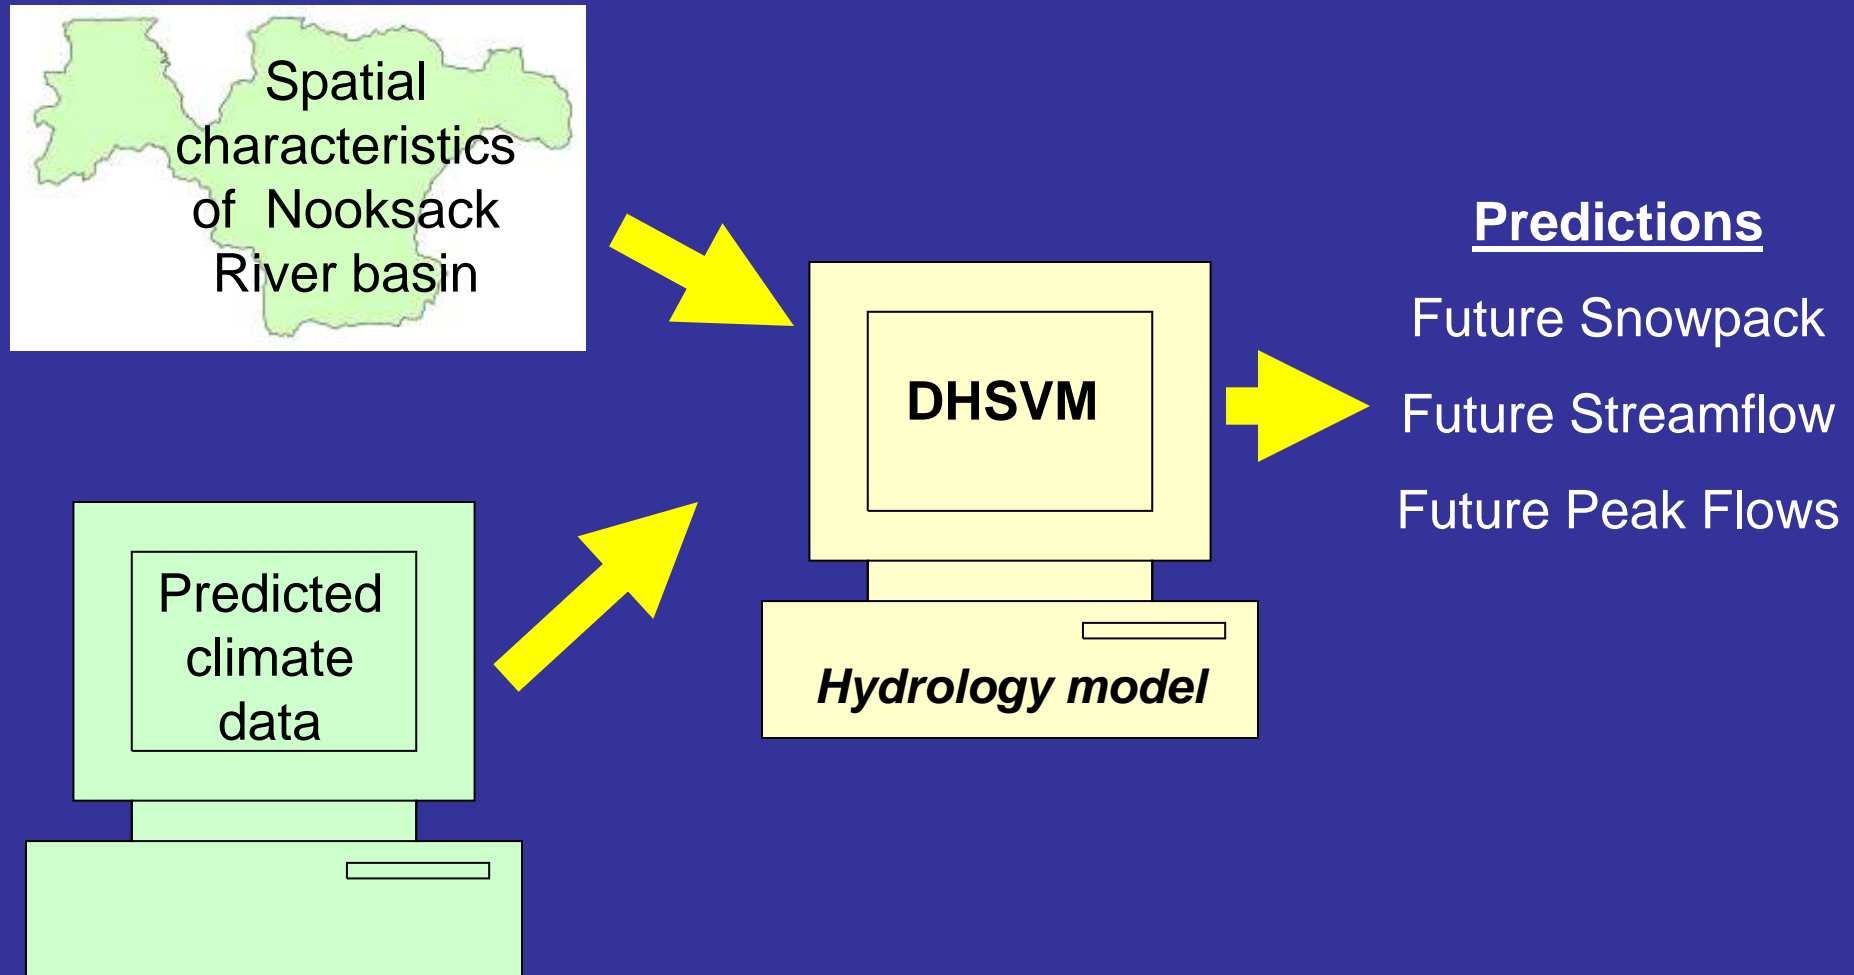 Spatial
characteristics
of Nooksack
River basin
Predicted
climate
data
DHSVM
Hydrology model
Predictions
Future Snowpack
Future Streamflow
Future Peak Flows